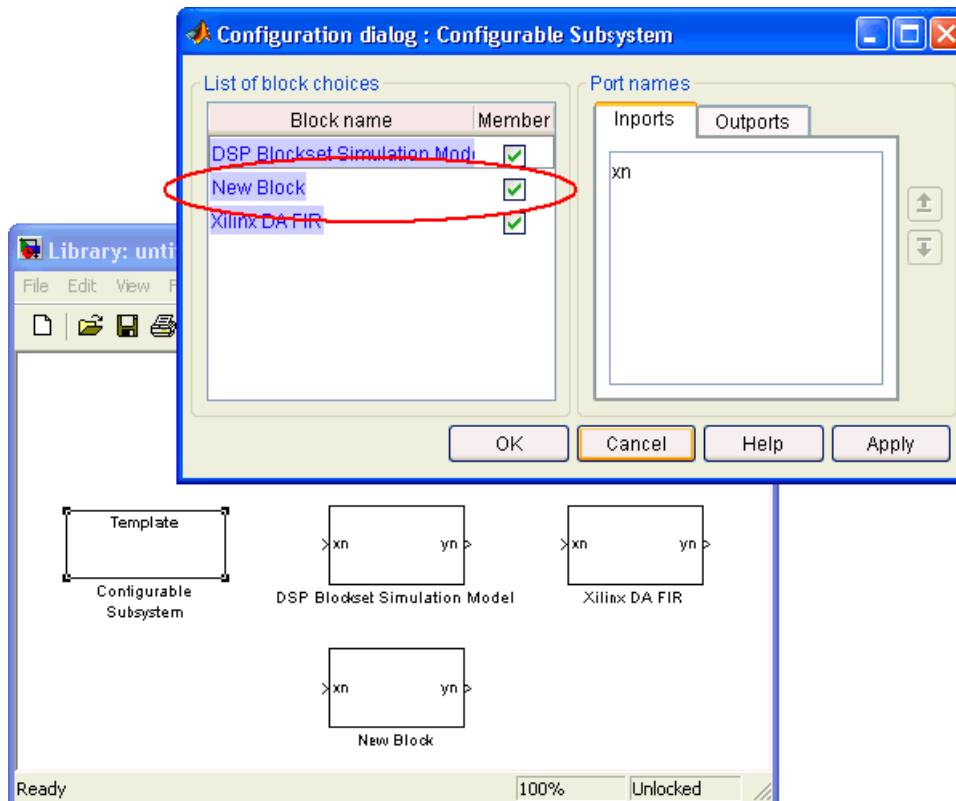 Configuration dialog : Configurable Subsystem
List of block choices
Block name Member
DSP Blockset Simulation Mod
New Block
Xilinx DA FIR
Port names
Inports Outports
xn
OK Cancel Help Apply
Library: unti
File Edit View F
Template
Configurable
Subsystem
xn yn
DSP Blockset Simulation Model
xn yn
Xilinx DA FIR
xn yn
New Block
Ready 100% Unlocked